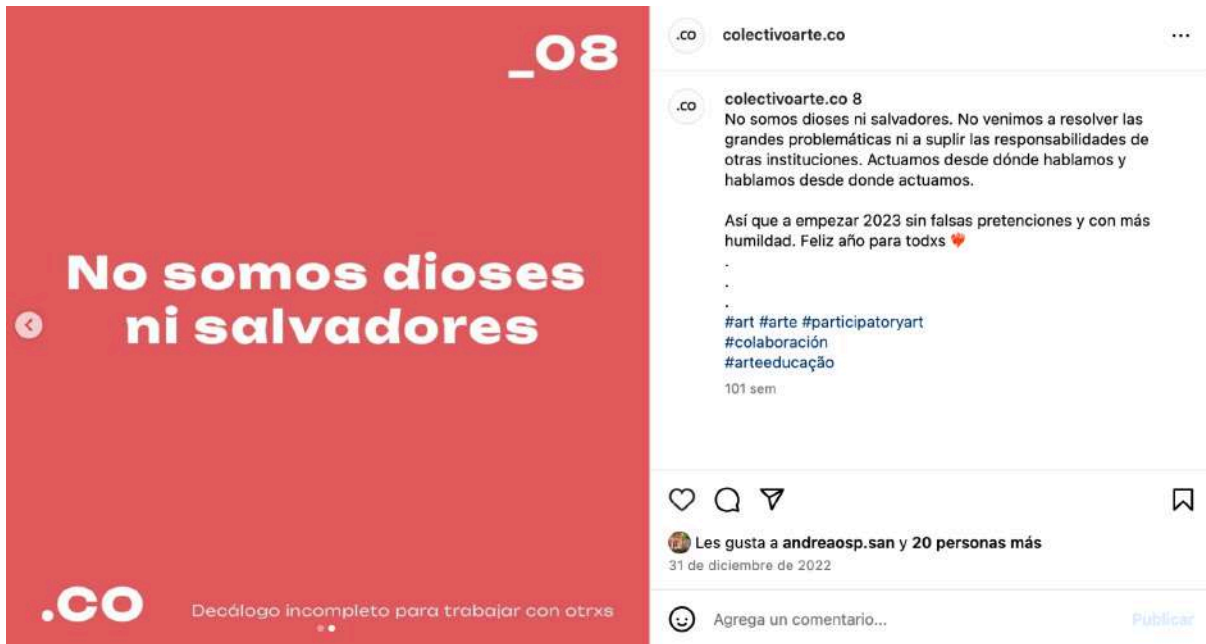 _08
No somos dioses
ni salvadores
.CO
Decálogo incompleto para trabajar con otrxs
.co
colectivoarte.co
.co
colectivoarte.co 8
No somos dioses ni salvadores. No venimos a resolver las
grandes problemáticas ni a suplir las responsabilidades de
otras instituciones. Actuamos desde dónde hablamos y
hablamos desde donde actuamos.
Así que a empezar 2023 sin falsas pretenciones y con más
humildad. Feliz año para todxs ❤️‍🔥
.
.
.
#art #arte #participatoryart
#colaboración
#arteeducação
101 sem
Les gusta a andreaosp.san y 20 personas más
31 de diciembre de 2022
Agrega un comentario...
Publicar